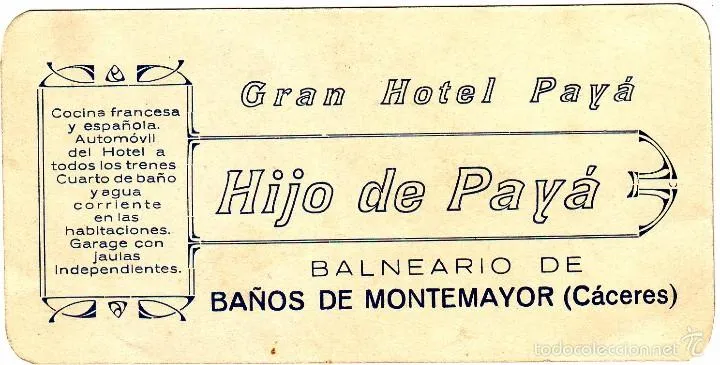 Gran Hotel Payá
Cocina francesa
y española.
Automóvil
del Hotel a
todos los trenes
Cuarto de baño
y agua
corriente
en las
habitaciones.
Garage con
jaulas
independientes.
Hijo de Payá
BALNEARIO DE
BAÑOS DE MONTEMAYOR (Cáceres)
todocoleccion.net